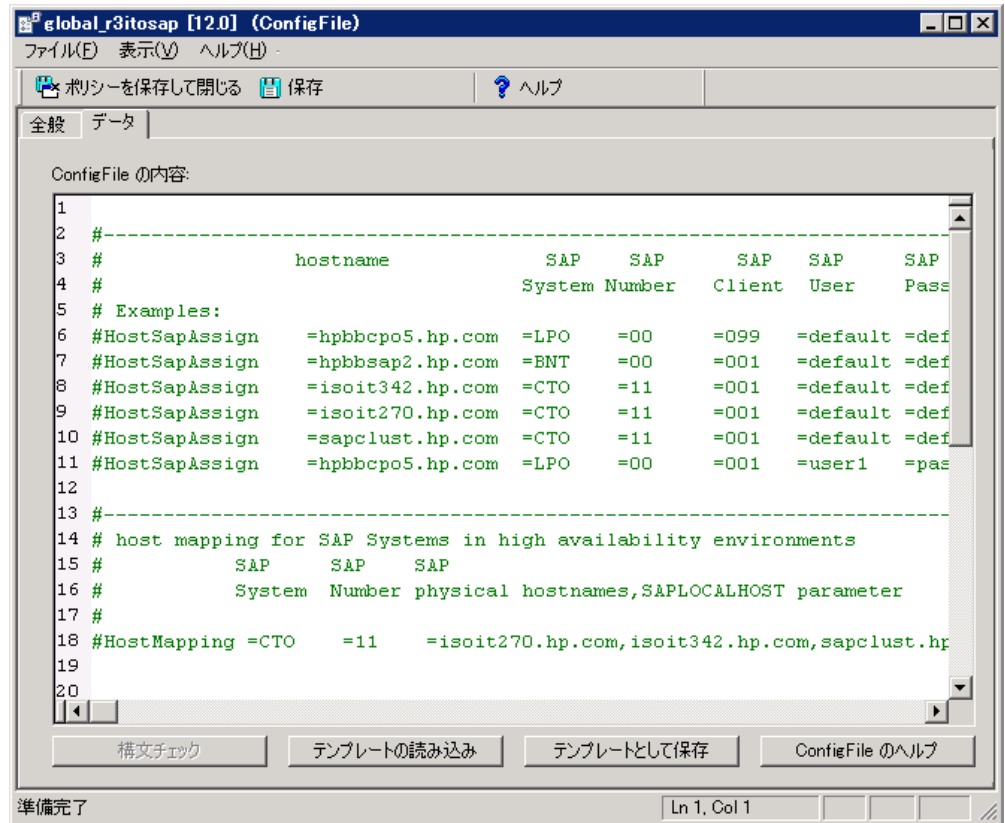 global_r3itosap [12.0] (ConfigFile)
ファイル(F) 表示(V) ヘルプ(H)
ポリシーを保存して閉じる 保存 ヘルプ
全般 データ
ConfigFile の内容:
1
2 #--------------------------------------------------------------------------------
3 # hostname SAP SAP SAP SAP SAP
4 # System Number Client User Pass
5 # Examples:
6 #HostSapAssign =hpbbcpo5.hp.com =LPO =00 =099 =default =def
7 #HostSapAssign =hpbbsap2.hp.com =BNT =00 =001 =default =def
8 #HostSapAssign =isoit342.hp.com =CTO =11 =001 =default =def
9 #HostSapAssign =isoit270.hp.com =CTO =11 =001 =default =def
10 #HostSapAssign =sapclust.hp.com =CTO =11 =001 =default =def
11 #HostSapAssign =hpbbcpo5.hp.com =LPO =00 =001 =user1 =pas
12
13 #--------------------------------------------------------------------------------
14 # host mapping for SAP Systems in high availability environments
15 # SAP SAP SAP
16 # System Number physical hostnames,SAPLOCALHOST parameter
17 #
18 #HostMapping =CTO =11 =isoit270.hp.com,isoit342.hp.com,sapclust.hp
19
20
構文チェック テンプレートの読み込み テンプレートとして保存 ConfigFile のヘルプ
準備完了 Ln 1, Col 1